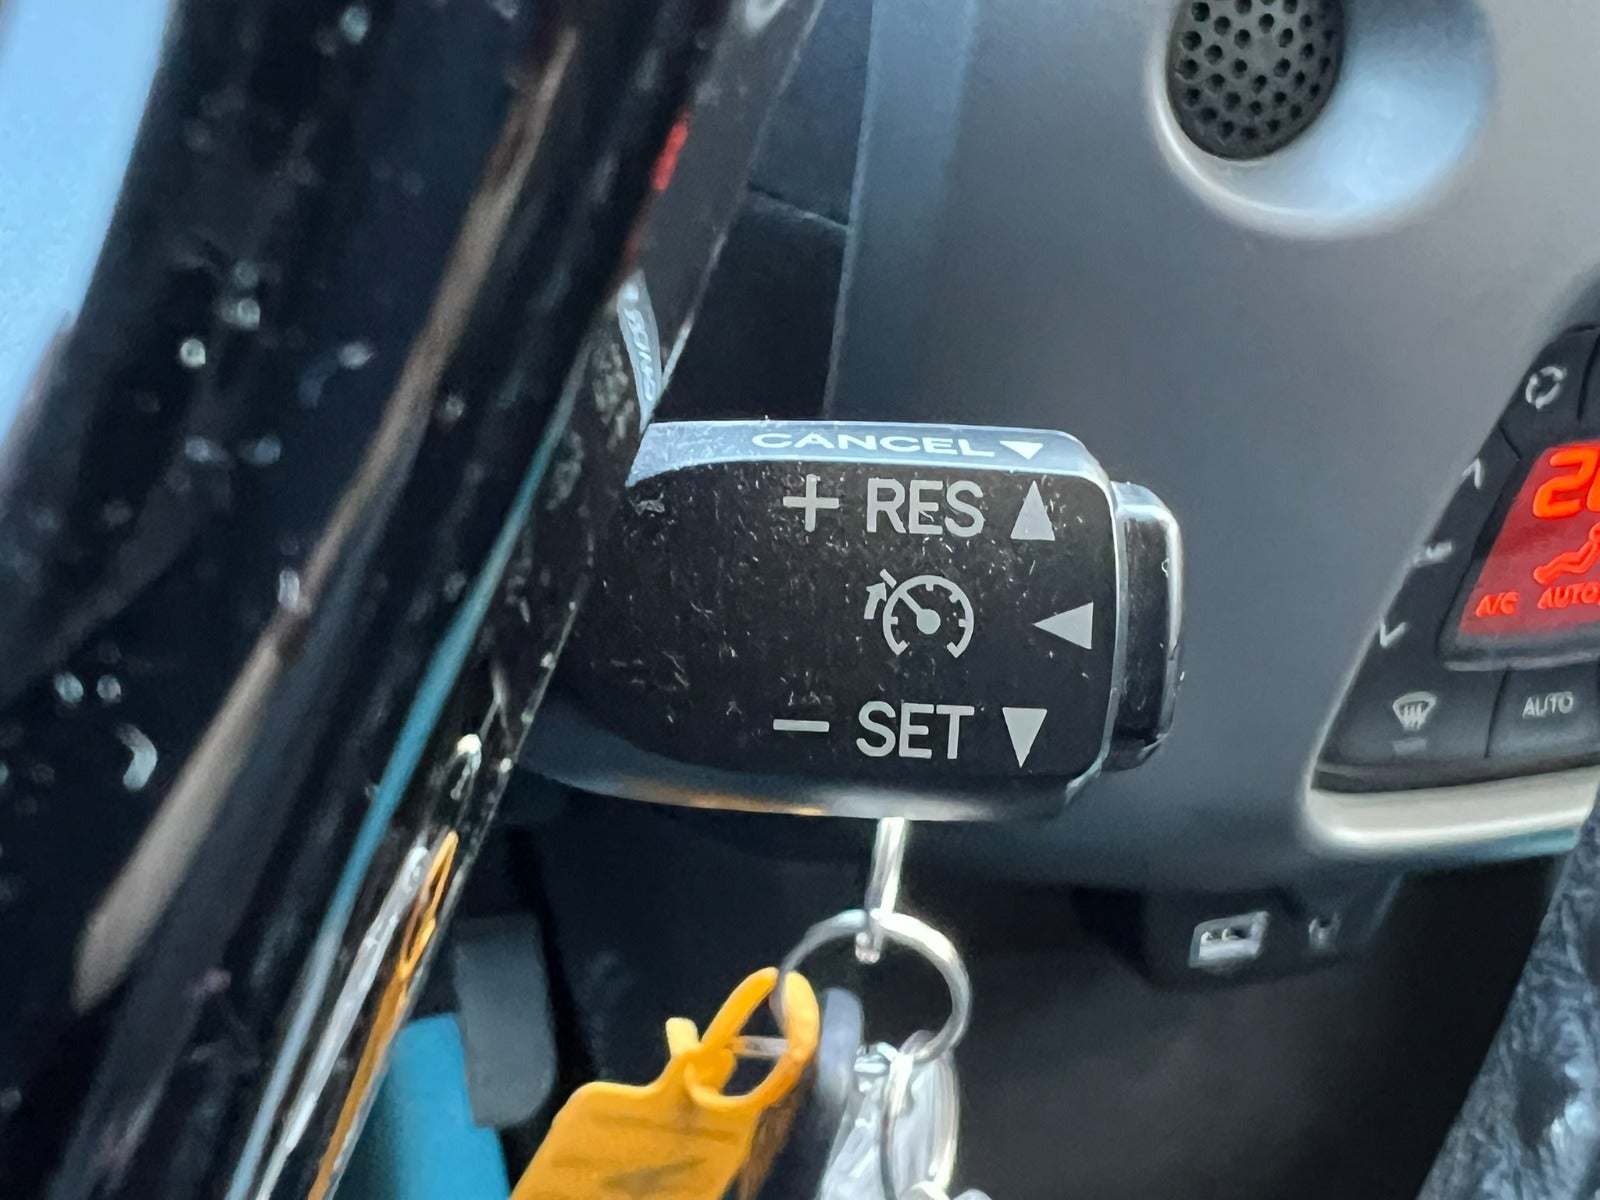 CANCEL ▼
+ RES ▲
◀
− SET ▼
A/C AUTO
AUTO